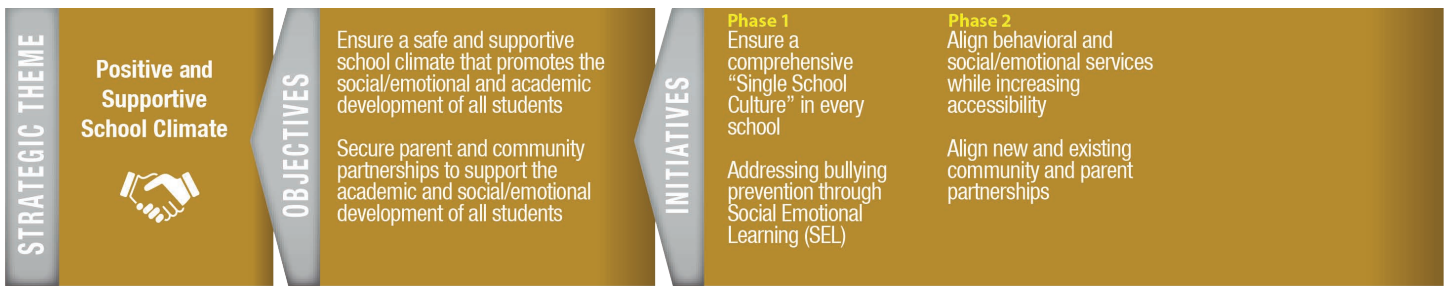 STRATEGIC THEME
Positive and
Supportive
School Climate
OBJECTIVES
Ensure a safe and supportive
school climate that promotes the
social/emotional and academic
development of all students
Secure parent and community
partnerships to support the
academic and social/emotional
development of all students
INITIATIVES
Phase 1
Ensure a
comprehensive
“Single School
Culture” in every
school
Addressing bullying
prevention through
Social Emotional
Learning (SEL)
Phase 2
Align behavioral and
social/emotional services
while increasing
accessibility
Align new and existing
community and parent
partnerships